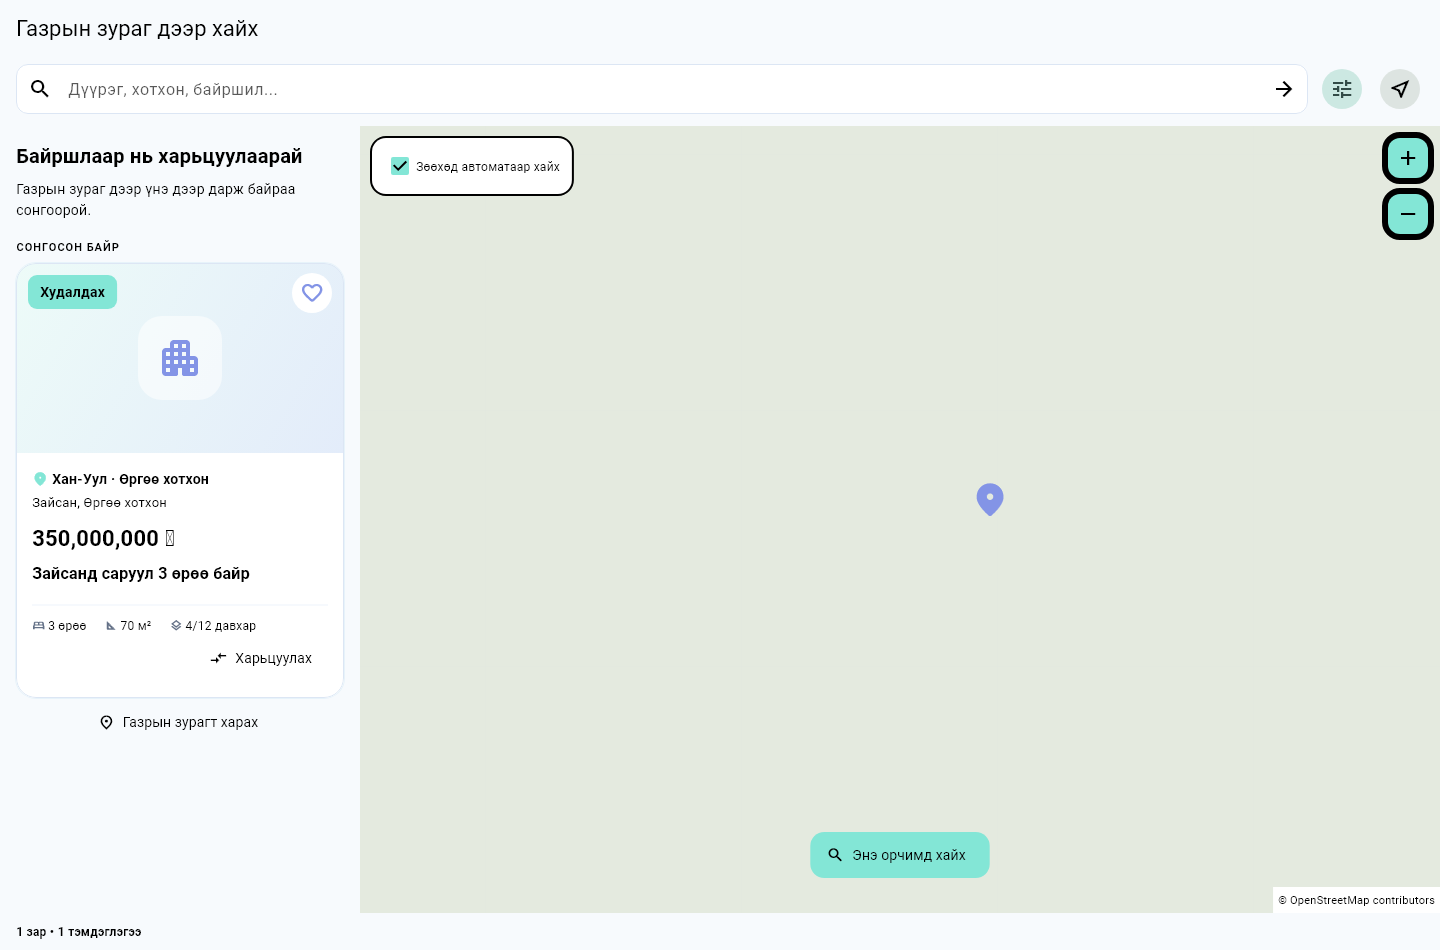 Газрын зураг дээр хайх
Дүүрэг, хотхон, байршил...
Байршлаар нь харьцуулаарай
Газрын зураг дээр үнэ дээр дарж байраа
сонгоорой.
СОНГОСОН БАЙР
Худалдах
Хан-Уул · Өргөө хотхон
Зайсан, Өргөө хотхон
350,000,000
Зайсанд саруул 3 өрөө байр
3 өрөө 70 м² 4/12 давхар
Харьцуулах
Газрын зурагт харах
Зөөхөд автоматаар хайх
Энэ орчимд хайх
© OpenStreetMap contributors
1 зар • 1 тэмдэглэгээ